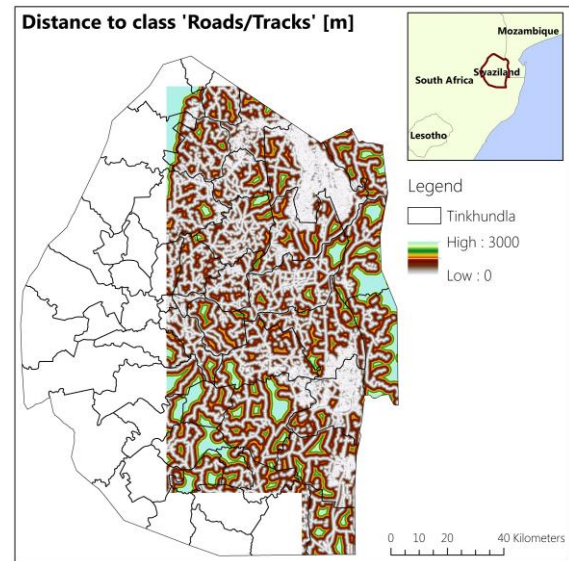 Distance to class 'Roads/Tracks' [m]
Mozambique
Swaziland
South Africa
Lesotho
Legend
Tinkhundla
High : 3000
Low : 0
0 10 20 40 Kilometers